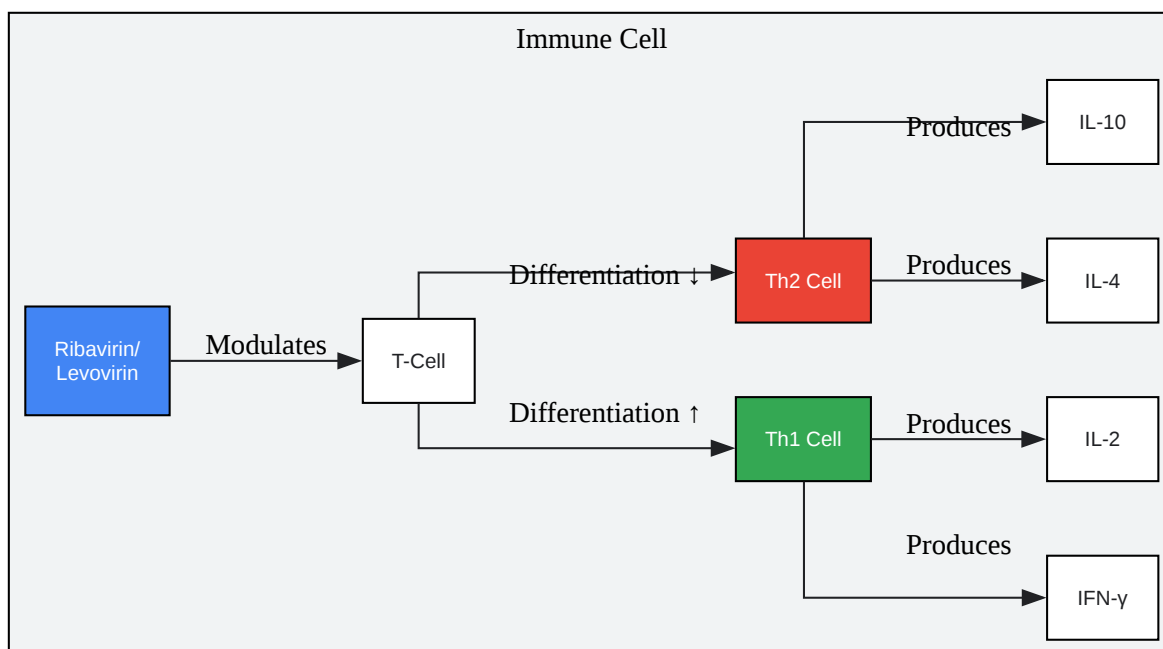 Immune Cell
Produces
IL-10
Differentiation ↓
Th2 Cell
Produces
IL-4
Ribavirin/
Levovirin
Modulates
T-Cell
Differentiation ↑
Th1 Cell
Produces
IL-2
Produces
IFN-γ